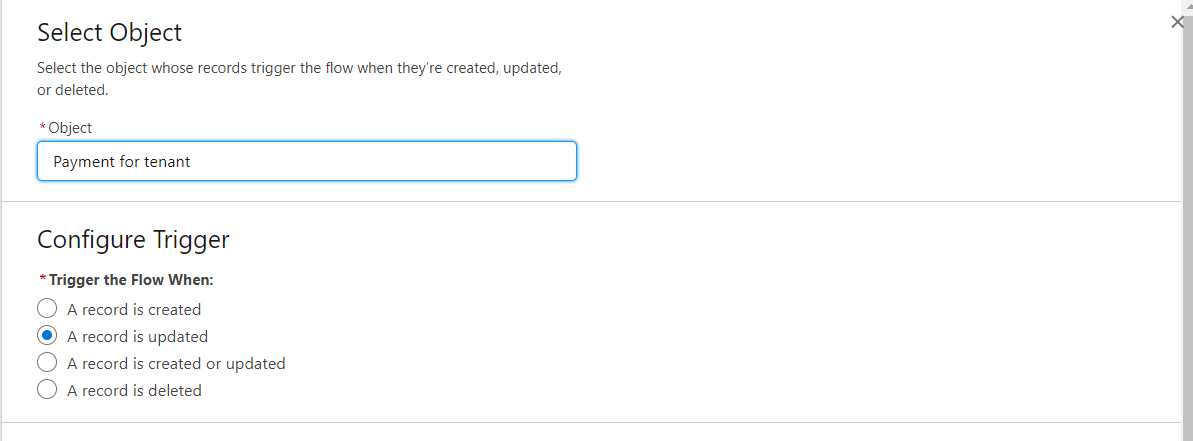 Select Object
Select the object whose records trigger the flow when they're created, updated,
or deleted.
* Object
Payment for tenant
Configure Trigger
* Trigger the Flow When:
A record is created
A record is updated
A record is created or updated
A record is deleted